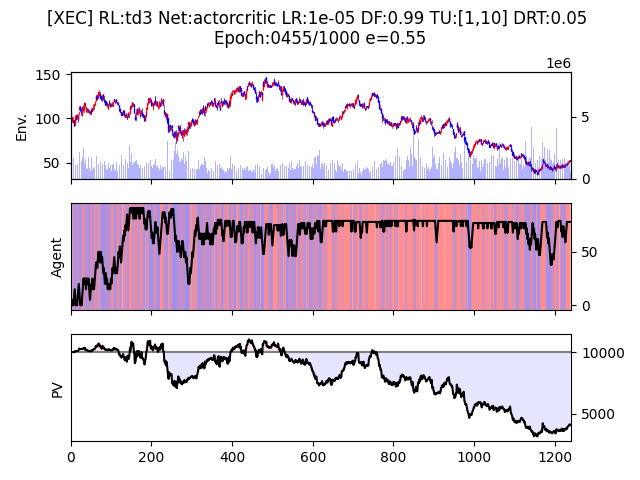 [XEC] RL:td3 Net:actorcritic LR:1e-05 DF:0.99 TU:[1,10] DRT:0.05
Epoch:0455/1000 e=0.55
1e6
150
100
50
Env.
5
0
Agent
50
0
PV
10000
5000
0
200
400
600
800
1000
1200